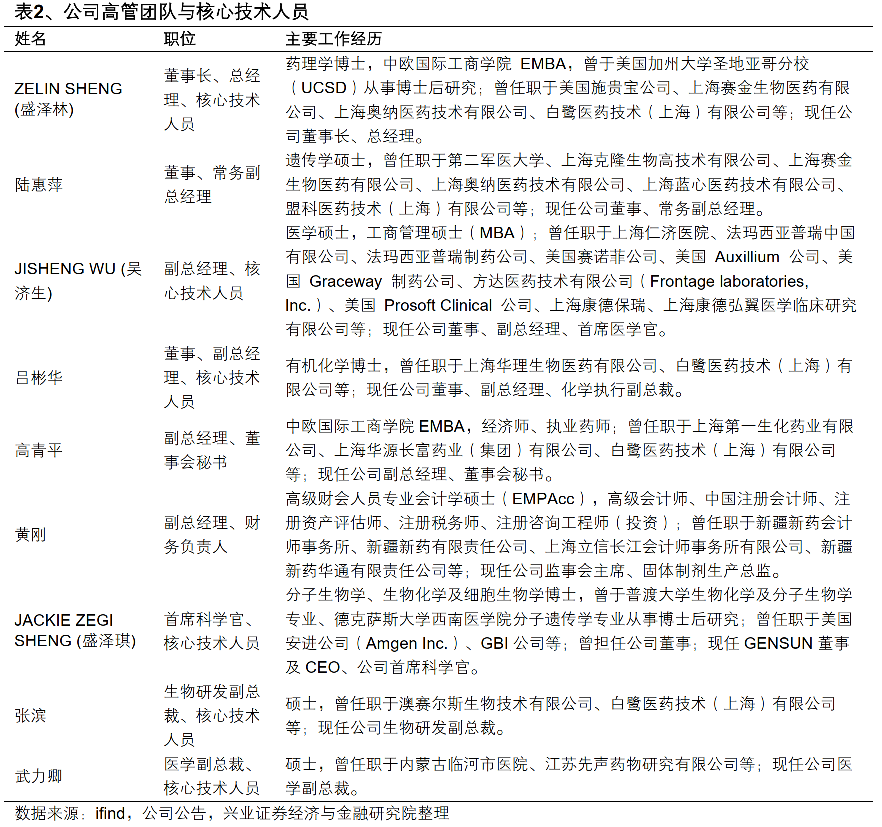 表2、公司高管团队与核心技术人员
姓名 职位 主要工作经历
ZELIN SHENG
(盛泽林)
董事长、总经
理、核心技术
人员
药理学博士，中欧国际工商学院 EMBA，曾于美国加州大学圣地亚哥分校
（UCSD）从事博士后研究；曾任职于美国施贵宝公司、上海赛金生物医药有限
公司、上海奥纳医药技术有限公司、白鹭医药技术（上海）有限公司等；现任公
司董事长、总经理。
陆惠萍
董事、常务副
总经理
遗传学硕士，曾任职于第二军医大学、上海克隆生物高技术有限公司、上海赛金
生物医药有限公司、上海奥纳医药技术有限公司、上海蓝心医药技术有限公司、
盟科医药技术（上海）有限公司等；现任公司董事、常务副总经理。
JISHENG WU (吴
济生)
副总经理、核
心技术人员
医学硕士，工商管理硕士（MBA）；曾任职于上海仁济医院、法玛西亚普瑞中国
有限公司、法玛西亚普瑞制药公司、美国赛诺菲公司、美国 Auxillium 公司、美
国 Graceway 制药公司、方达医药技术有限公司（Frontage laboratories,
Inc.）、美国 Prosoft Clinical 公司、上海康德保瑞、上海康德弘翼医学临床研究
有限公司等；现任公司董事、副总经理、首席医学官。
吕彬华
董事、副总经
理、核心技术
人员
有机化学博士，曾任职于上海华理生物医药有限公司、白鹭医药技术（上海）有
限公司等；现任公司董事、副总经理、化学执行副总裁。
高青平
副总经理、董
事会秘书
中欧国际工商学院EMBA，经济师、执业药师；曾任职于上海第一生化药业有限
公司、上海华源长富药业（集团）有限公司、白鹭医药技术（上海）有限公司
等；现任公司副总经理、董事会秘书。
黄刚
副总经理、财
务负责人
高级财会人员专业会计学硕士（EMPAcc），高级会计师、中国注册会计师、注
册资产评估师、注册税务师、注册咨询工程师（投资）；曾任职于新疆新药会计
师事务所、新疆新药有限责任公司、上海立信长江会计师事务所有限公司、新疆
新药华通有限责任公司等；现任公司监事会主席、固体制剂生产总监。
JACKIE ZEGI
SHENG (盛泽琪)
首席科学官、
核心技术人员
分子生物学、生物化学及细胞生物学博士，曾于普渡大学生物化学及分子生物学
专业、德克萨斯大学西南医学院分子遗传学专业从事博士后研究；曾任职于美国
安进公司（Amgen Inc.）、GBI公司等；曾担任公司董事；现任GENSUN董事
及CEO、公司首席科学官。
张滨
生物研发副总
裁、核心技术
人员
硕士，曾任职于澳赛尔斯生物技术有限公司、白鹭医药技术（上海）有限公司
等；现任公司生物研发副总裁。
武力卿
医学副总裁、
核心技术人员
硕士，曾任职于内蒙古临河市医院、江苏先声药物研究有限公司等；现任公司医
学副总裁。
数据来源：ifind，公司公告，兴业证券经济与金融研究院整理